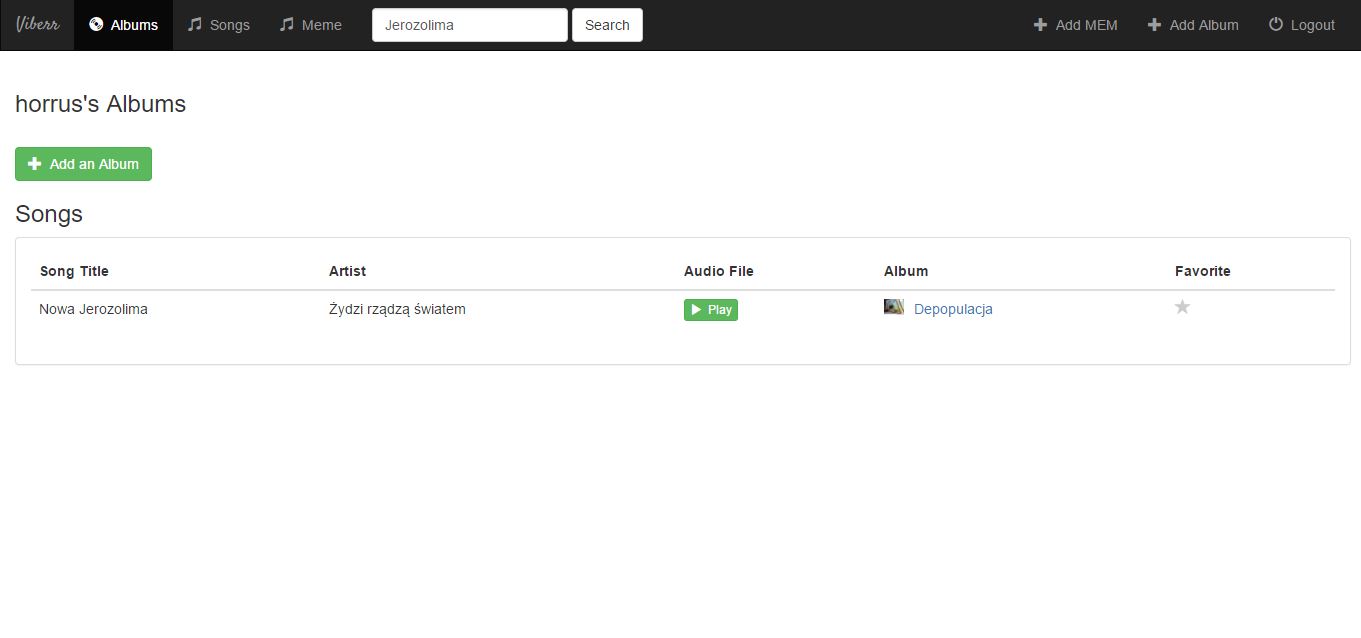 Viberr Albums Songs Meme Jerozolima Search Add MEM Add Album Logout
horrus's Albums
Add an Album
Songs
Song Title Artist Audio File Album Favorite
Nowa Jerozolima Żydzi rządzą światem Play Depopulacja